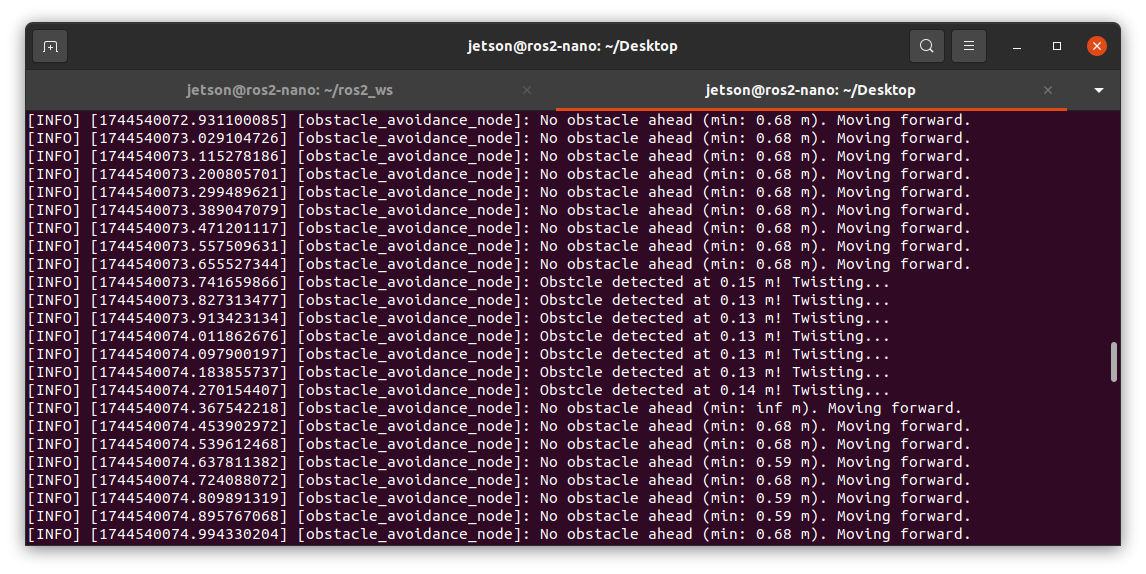 jetson@ros2-nano: ~/Desktop
jetson@ros2-nano: ~/ros2_ws
jetson@ros2-nano: ~/Desktop
[INFO] [1744540072.931100085] [obstacle_avoidance_node]: No obstacle ahead (min: 0.68 m). Moving forward.
[INFO] [1744540073.029104726] [obstacle_avoidance_node]: No obstacle ahead (min: 0.68 m). Moving forward.
[INFO] [1744540073.115278186] [obstacle_avoidance_node]: No obstacle ahead (min: 0.68 m). Moving forward.
[INFO] [1744540073.200805701] [obstacle_avoidance_node]: No obstacle ahead (min: 0.68 m). Moving forward.
[INFO] [1744540073.299489621] [obstacle_avoidance_node]: No obstacle ahead (min: 0.68 m). Moving forward.
[INFO] [1744540073.389047079] [obstacle_avoidance_node]: No obstacle ahead (min: 0.68 m). Moving forward.
[INFO] [1744540073.471201117] [obstacle_avoidance_node]: No obstacle ahead (min: 0.68 m). Moving forward.
[INFO] [1744540073.557509631] [obstacle_avoidance_node]: No obstacle ahead (min: 0.68 m). Moving forward.
[INFO] [1744540073.655527344] [obstacle_avoidance_node]: No obstacle ahead (min: 0.68 m). Moving forward.
[INFO] [1744540073.741659866] [obstacle_avoidance_node]: Obstcle detected at 0.15 m! Twisting...
[INFO] [1744540073.827313477] [obstacle_avoidance_node]: Obstcle detected at 0.13 m! Twisting...
[INFO] [1744540073.913423134] [obstacle_avoidance_node]: Obstcle detected at 0.13 m! Twisting...
[INFO] [1744540074.011862676] [obstacle_avoidance_node]: Obstcle detected at 0.13 m! Twisting...
[INFO] [1744540074.097900197] [obstacle_avoidance_node]: Obstcle detected at 0.13 m! Twisting...
[INFO] [1744540074.183855737] [obstacle_avoidance_node]: Obstcle detected at 0.13 m! Twisting...
[INFO] [1744540074.270154407] [obstacle_avoidance_node]: Obstcle detected at 0.14 m! Twisting...
[INFO] [1744540074.367542218] [obstacle_avoidance_node]: No obstacle ahead (min: inf m). Moving forward.
[INFO] [1744540074.453902972] [obstacle_avoidance_node]: No obstacle ahead (min: 0.68 m). Moving forward.
[INFO] [1744540074.539612468] [obstacle_avoidance_node]: No obstacle ahead (min: 0.68 m). Moving forward.
[INFO] [1744540074.637811382] [obstacle_avoidance_node]: No obstacle ahead (min: 0.59 m). Moving forward.
[INFO] [1744540074.724088072] [obstacle_avoidance_node]: No obstacle ahead (min: 0.68 m). Moving forward.
[INFO] [1744540074.809891319] [obstacle_avoidance_node]: No obstacle ahead (min: 0.59 m). Moving forward.
[INFO] [1744540074.895767068] [obstacle_avoidance_node]: No obstacle ahead (min: 0.59 m). Moving forward.
[INFO] [1744540074.994330204] [obstacle_avoidance_node]: No obstacle ahead (min: 0.68 m). Moving forward.